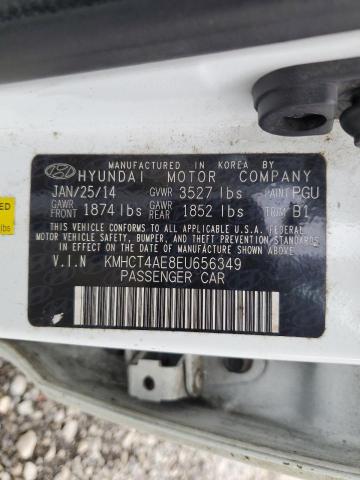 MANUFACTURED IN KOREA BY
HYUNDAI MOTOR COMPANY
JAN/25/14 GVWR 3527 lbs PAINT PGU
GAWR FRONT 1874 lbs GAWR REAR 1852 lbs TRIM B1
THIS VEHICLE CONFORMS TO ALL APPLICABLE FEDERAL
MOTOR VEHICLE SAFETY, BUMPER, AND THEFT PREVENTION
STANDARDS IN EFFECT ON THE DATE OF MANUFACTURE SHOWN ABOVE.
V.I.N KMHCT4AE8EU656349
PASSENGER CAR
lbs